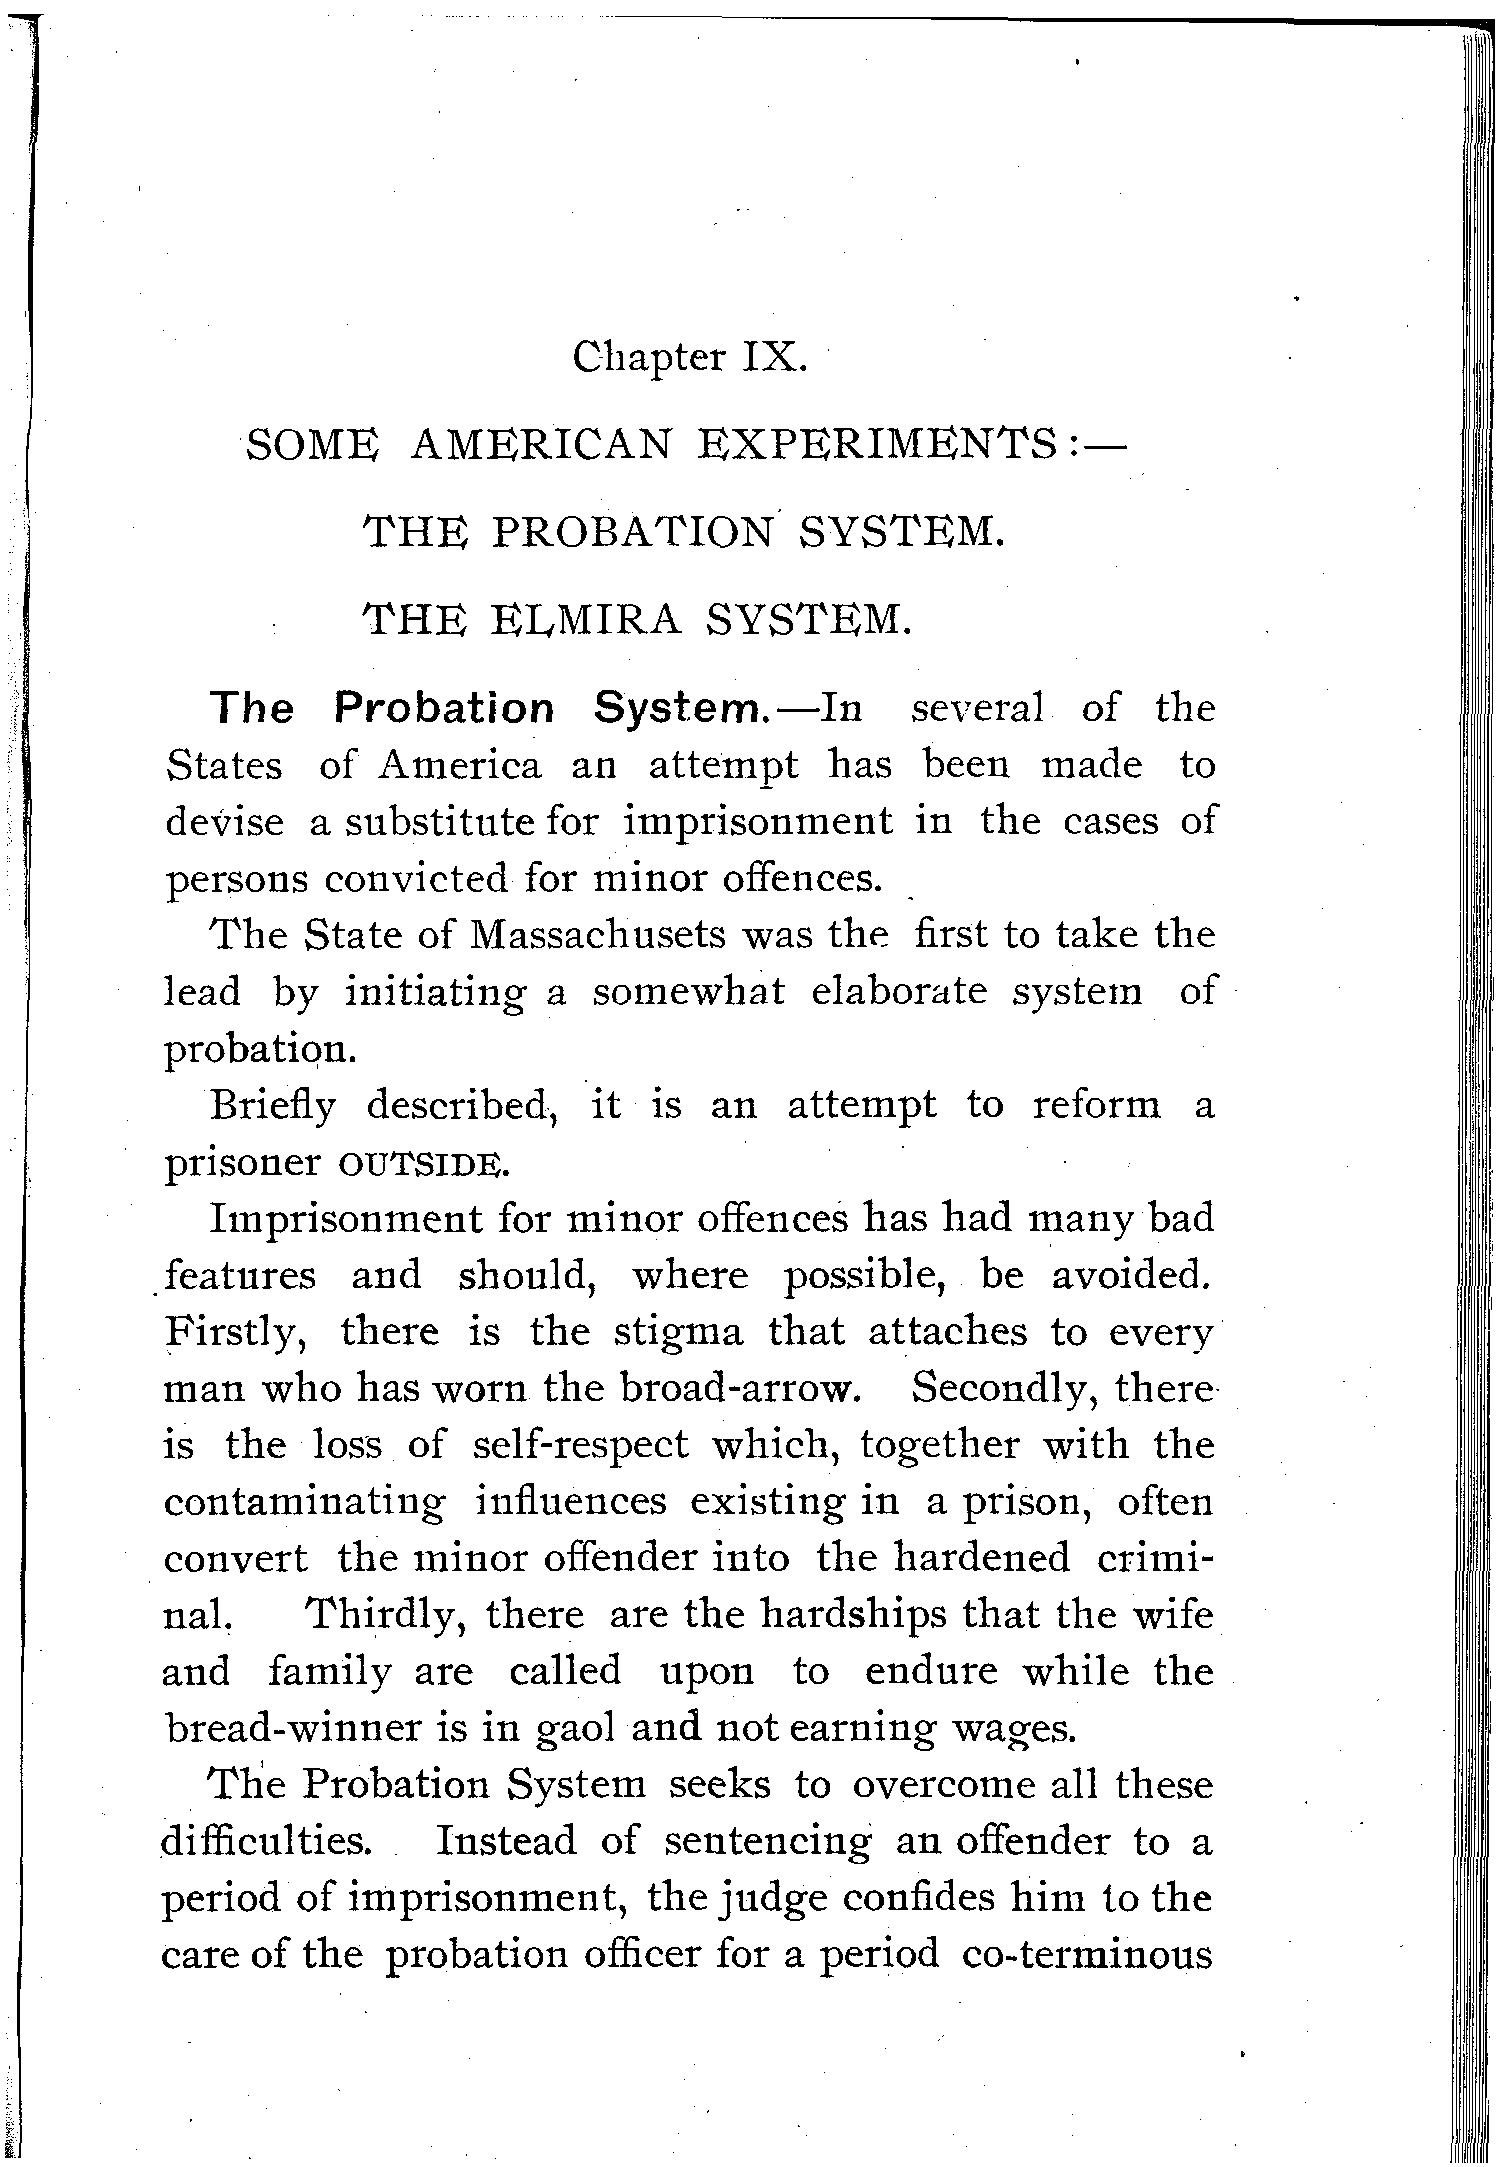 Chapter IX.
SOME AMERICAN EXPERIMENTS:—
THE PROBATION SYSTEM.
THE ELMIRA SYSTEM.
The Probation System.—In several of the
States of America an attempt has been made to
devise a substitute for imprisonment in the cases of
persons convicted for minor offences.
The State of Massachusets was the first to take the
lead by initiating a somewhat elaborate system of
probation.
Briefly described, it is an attempt to reform a
prisoner OUTSIDE.
Imprisonment for minor offences has had many bad
features and should, where possible, be avoided.
Firstly, there is the stigma that attaches to every
man who has worn the broad-arrow. Secondly, there
is the loss of self-respect which, together with the
contaminating influences existing in a prison, often
convert the minor offender into the hardened crimi-
nal. Thirdly, there are the hardships that the wife
and family are called upon to endure while the
bread-winner is in gaol and not earning wages.
The Probation System seeks to overcome all these
difficulties. Instead of sentencing an offender to a
period of imprisonment, the judge confides him to the
care of the probation officer for a period co-terminous